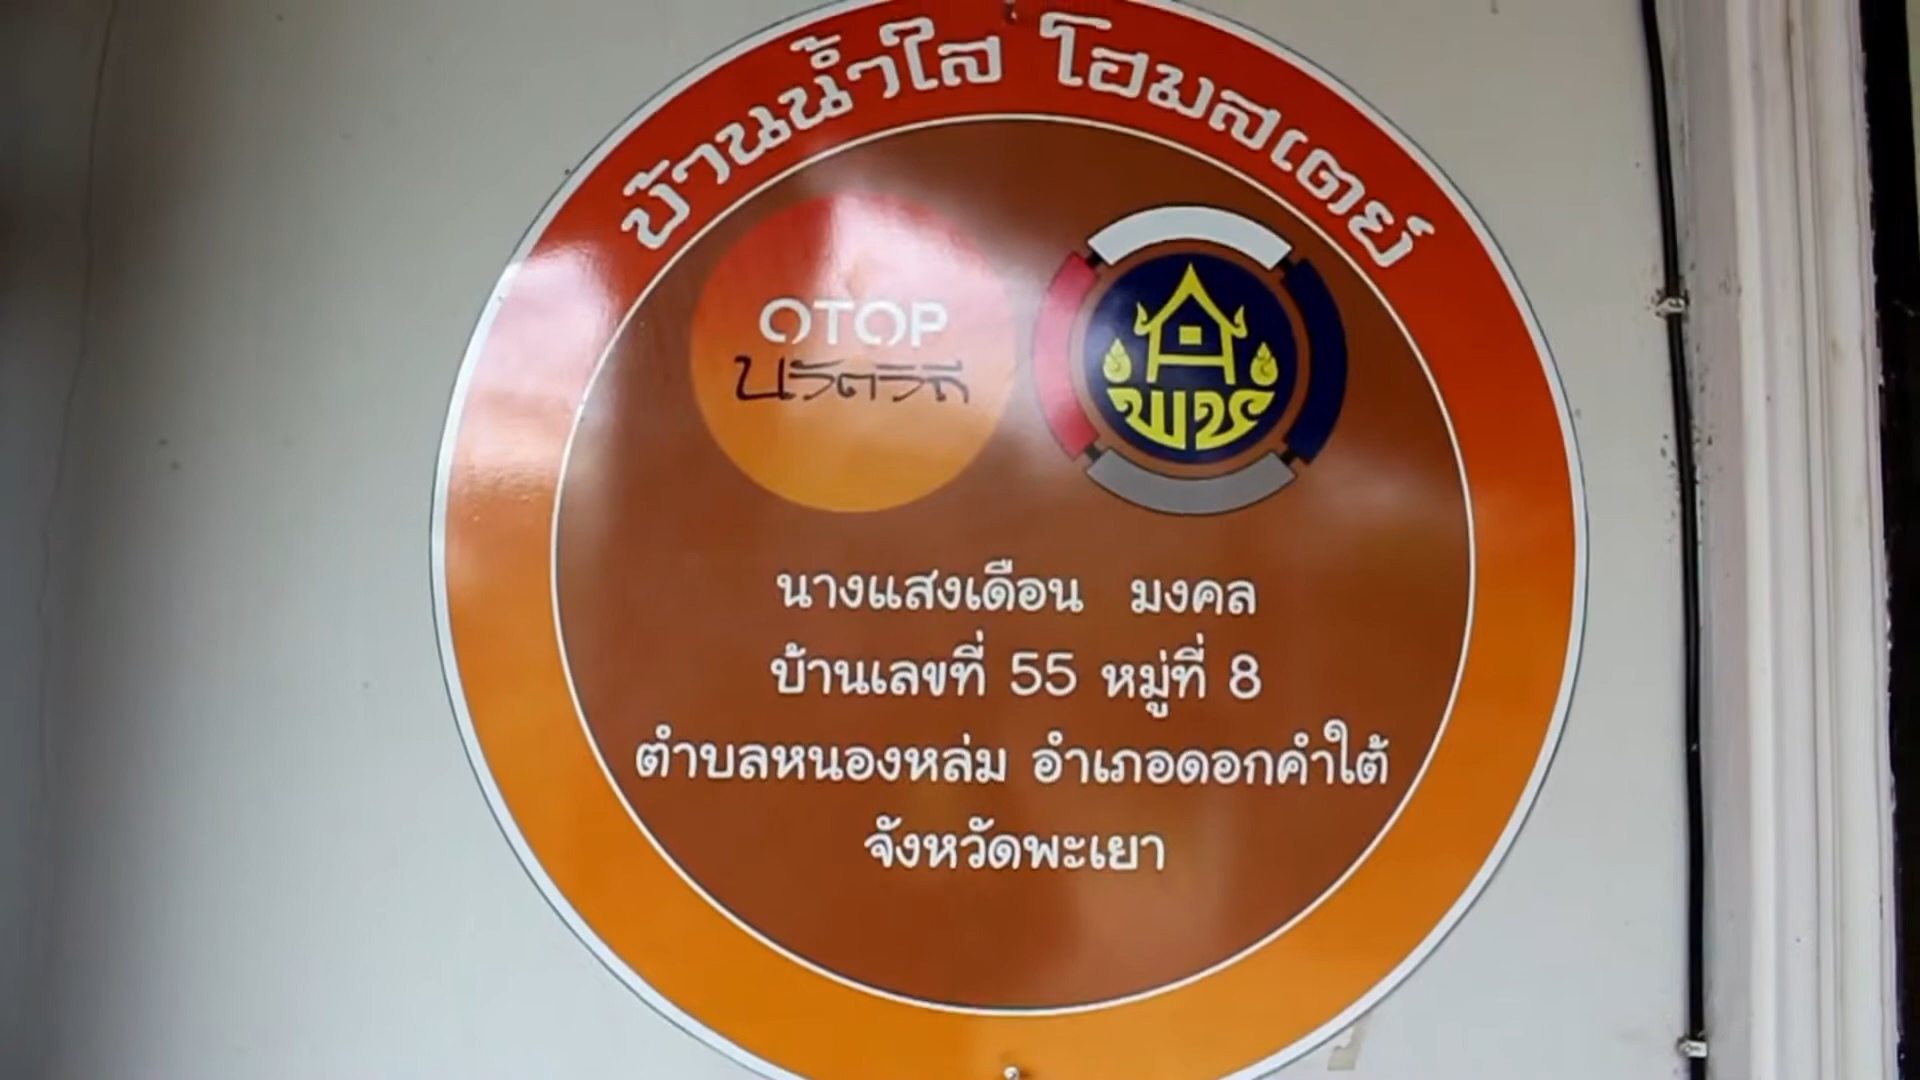 บ้านน้ำใส โฮมสเตย์
OTOP
นวัตวิถี
พช
นางแสงเดือน มงคล
บ้านเลขที่ 55 หมู่ที่ 8
ตำบลหนองหล่ม อำเภอดอกคำใต้
จังหวัดพะเยา